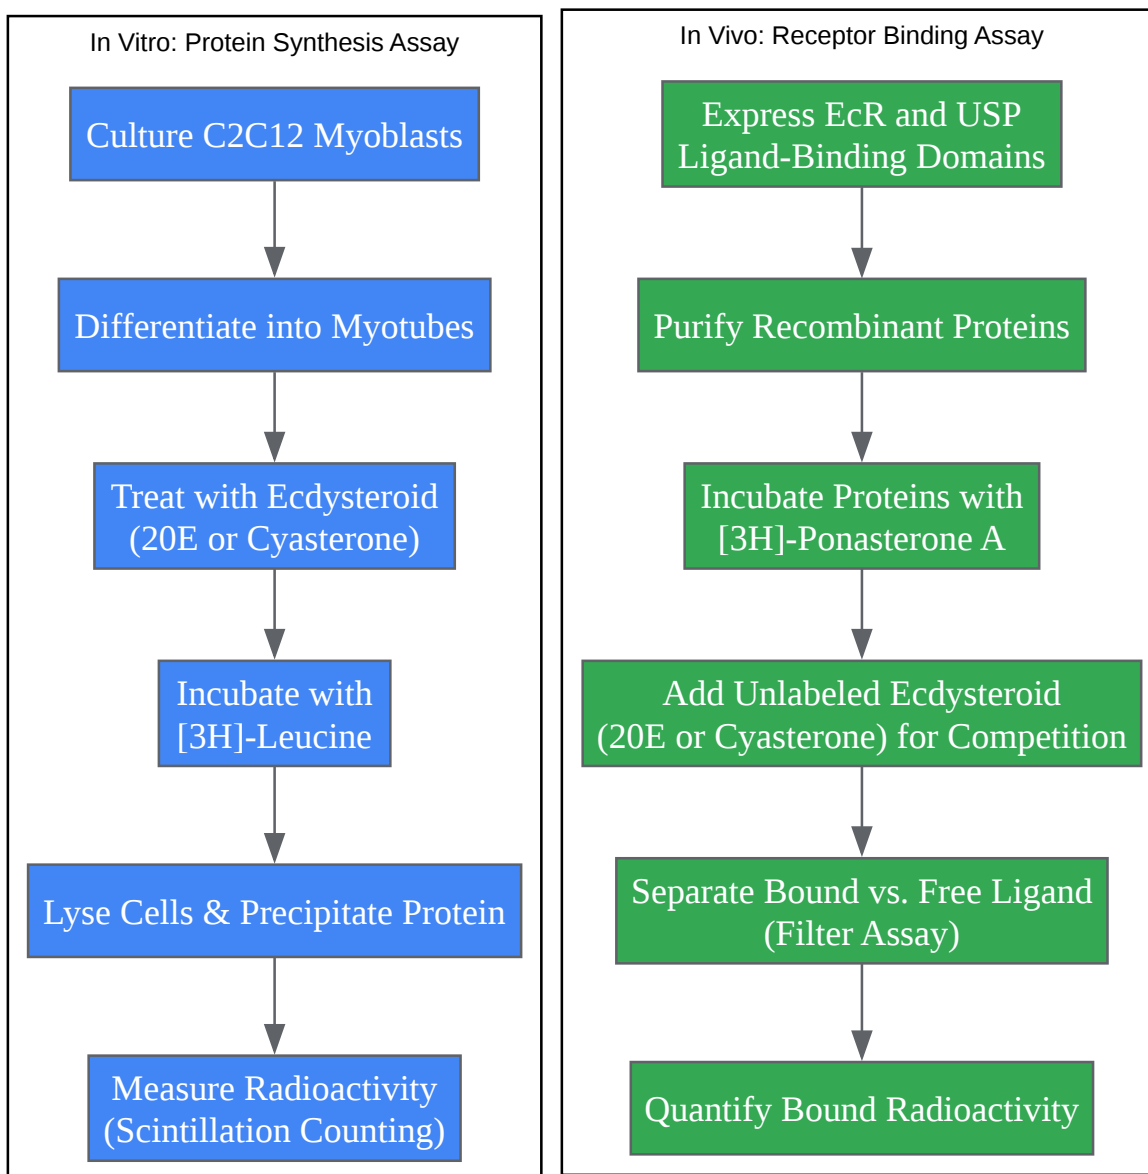 In Vitro: Protein Synthesis Assay
Culture C2C12 Myoblasts
Differentiate into Myotubes
Treat with Ecdysteroid
(20E or Cyasterone)
Incubate with
[3H]-Leucine
Lyse Cells & Precipitate Protein
Measure Radioactivity
(Scintillation Counting)
In Vivo: Receptor Binding Assay
Express EcR and USP
Ligand-Binding Domains
Purify Recombinant Proteins
Incubate Proteins with
[3H]-Ponasterone A
Add Unlabeled Ecdysteroid
(20E or Cyasterone) for Competition
Separate Bound vs. Free Ligand
(Filter Assay)
Quantify Bound Radioactivity